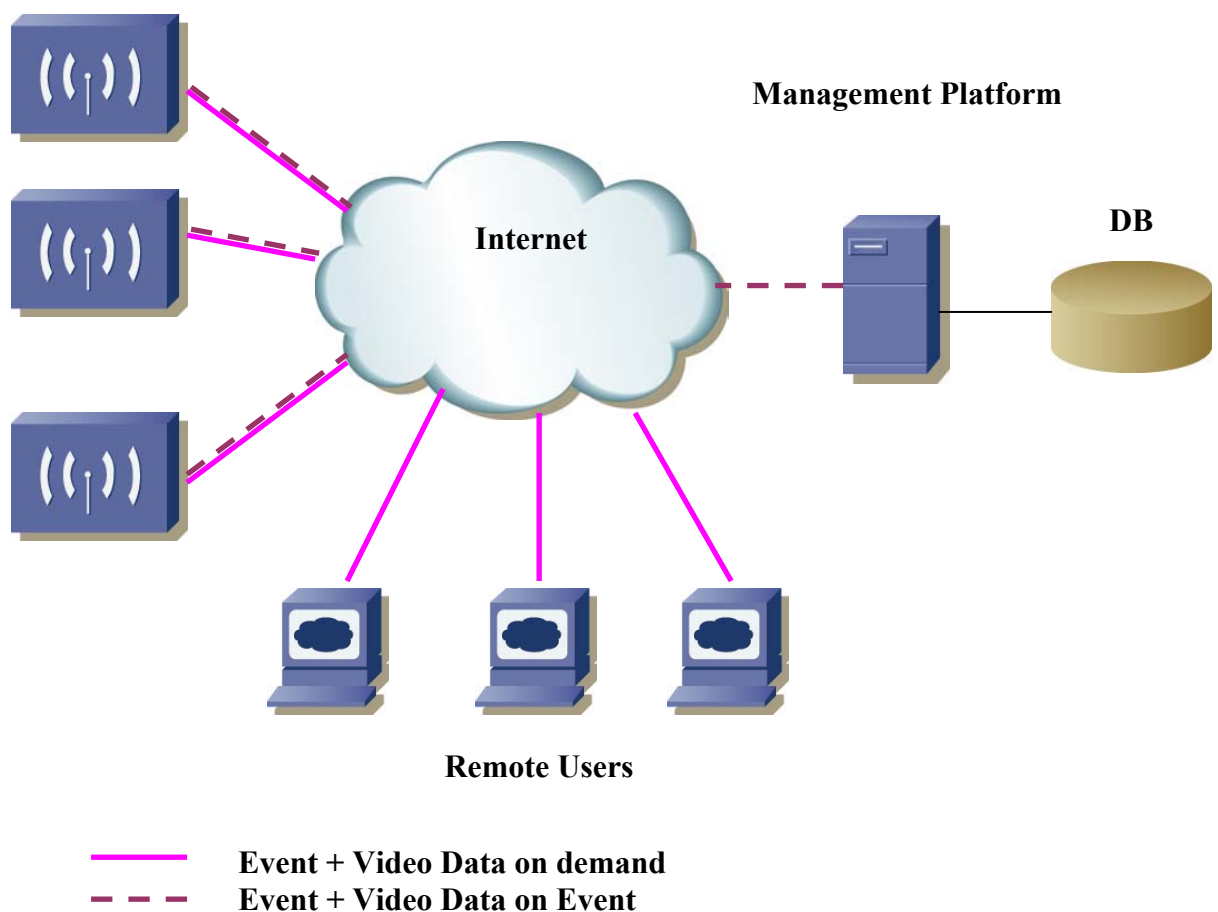 Management Platform
Internet
DB
Remote Users
Event + Video Data on demand
Event + Video Data on Event